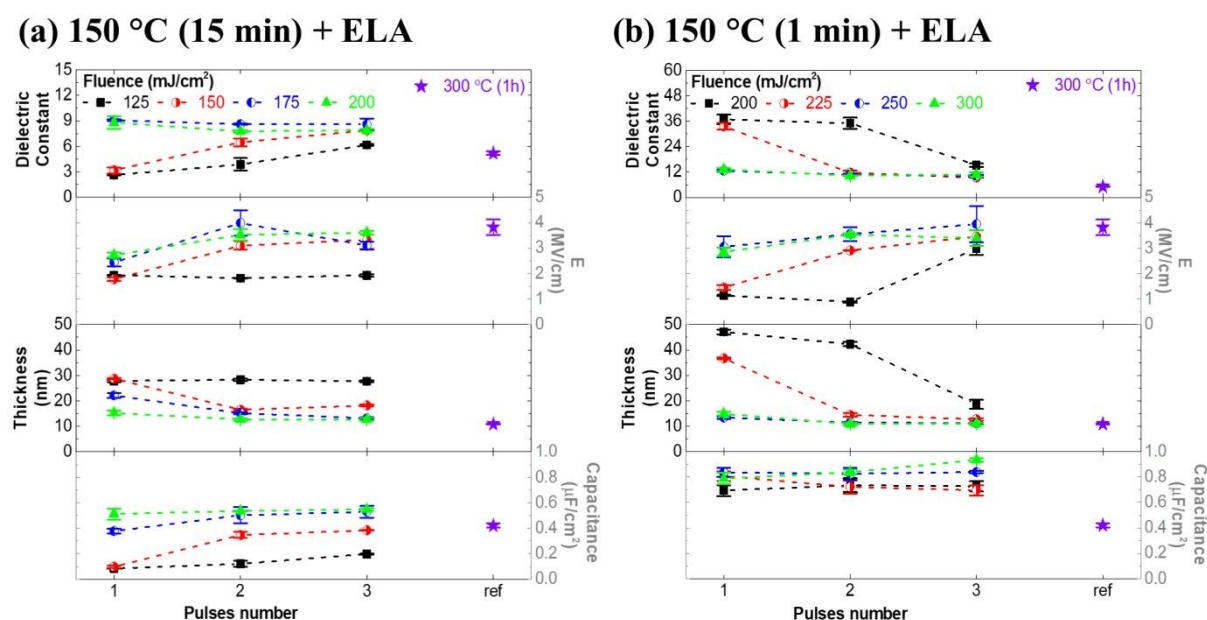 (a) 150 °C (15 min) + ELA
Fluence (mJ/cm²)
125 150 175 200
300 °C (1h)
Dielectric
Constant
15
12
9
6
3
0
5
4
3
2
1
0
E
(MV/cm)
Thickness
(nm)
50
40
30
20
10
0
1.0
0.8
0.6
0.4
0.2
0.0
Capacitance
(µF/cm²)
1 2 3 ref
Pulses number
(b) 150 °C (1 min) + ELA
Fluence (mJ/cm²)
200 225 250 300
300 °C (1h)
Dielectric
Constant
60
48
36
24
12
0
5
4
3
2
1
0
E
(MV/cm)
Thickness
(nm)
50
40
30
20
10
0
1.0
0.8
0.6
0.4
0.2
0.0
Capacitance
(µF/cm²)
1 2 3 ref
Pulses number